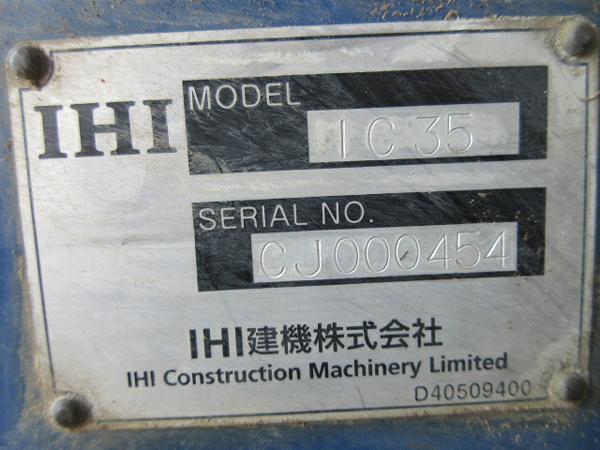 IHI
MODEL
IC35
SERIAL NO.
CJ000454
IHI建機株式会社
IHI Construction Machinery Limited
D40509400